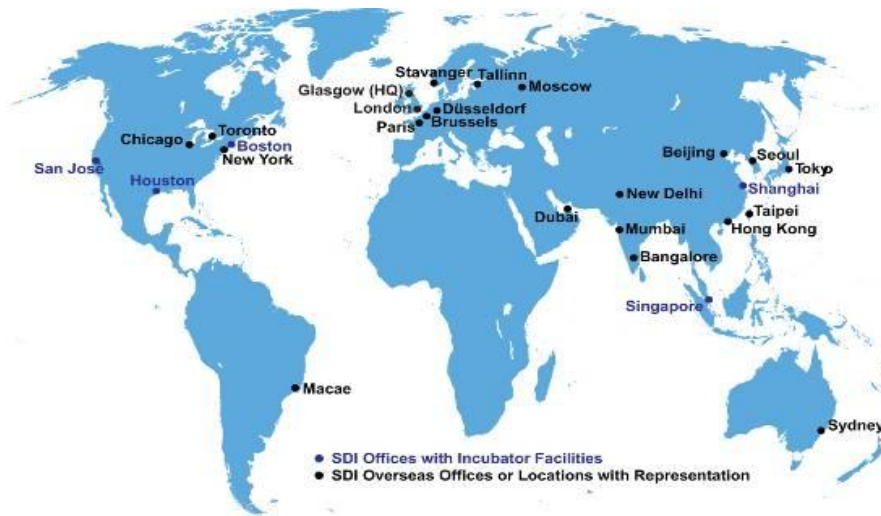 Stavanger
Tallinn
Glasgow (HQ)
Moscow
London
Düsseldorf
Paris
Brussels
Chicago
Toronto
Boston
New York
San Jose
Houston
Beijing
Seoul
Tokyo
New Delhi
Shanghai
Dubai
Taipei
Mumbai
Hong Kong
Bangalore
Singapore
Macae
Sydney
SDI Offices with Incubator Facilities
SDI Overseas Offices or Locations with Representation